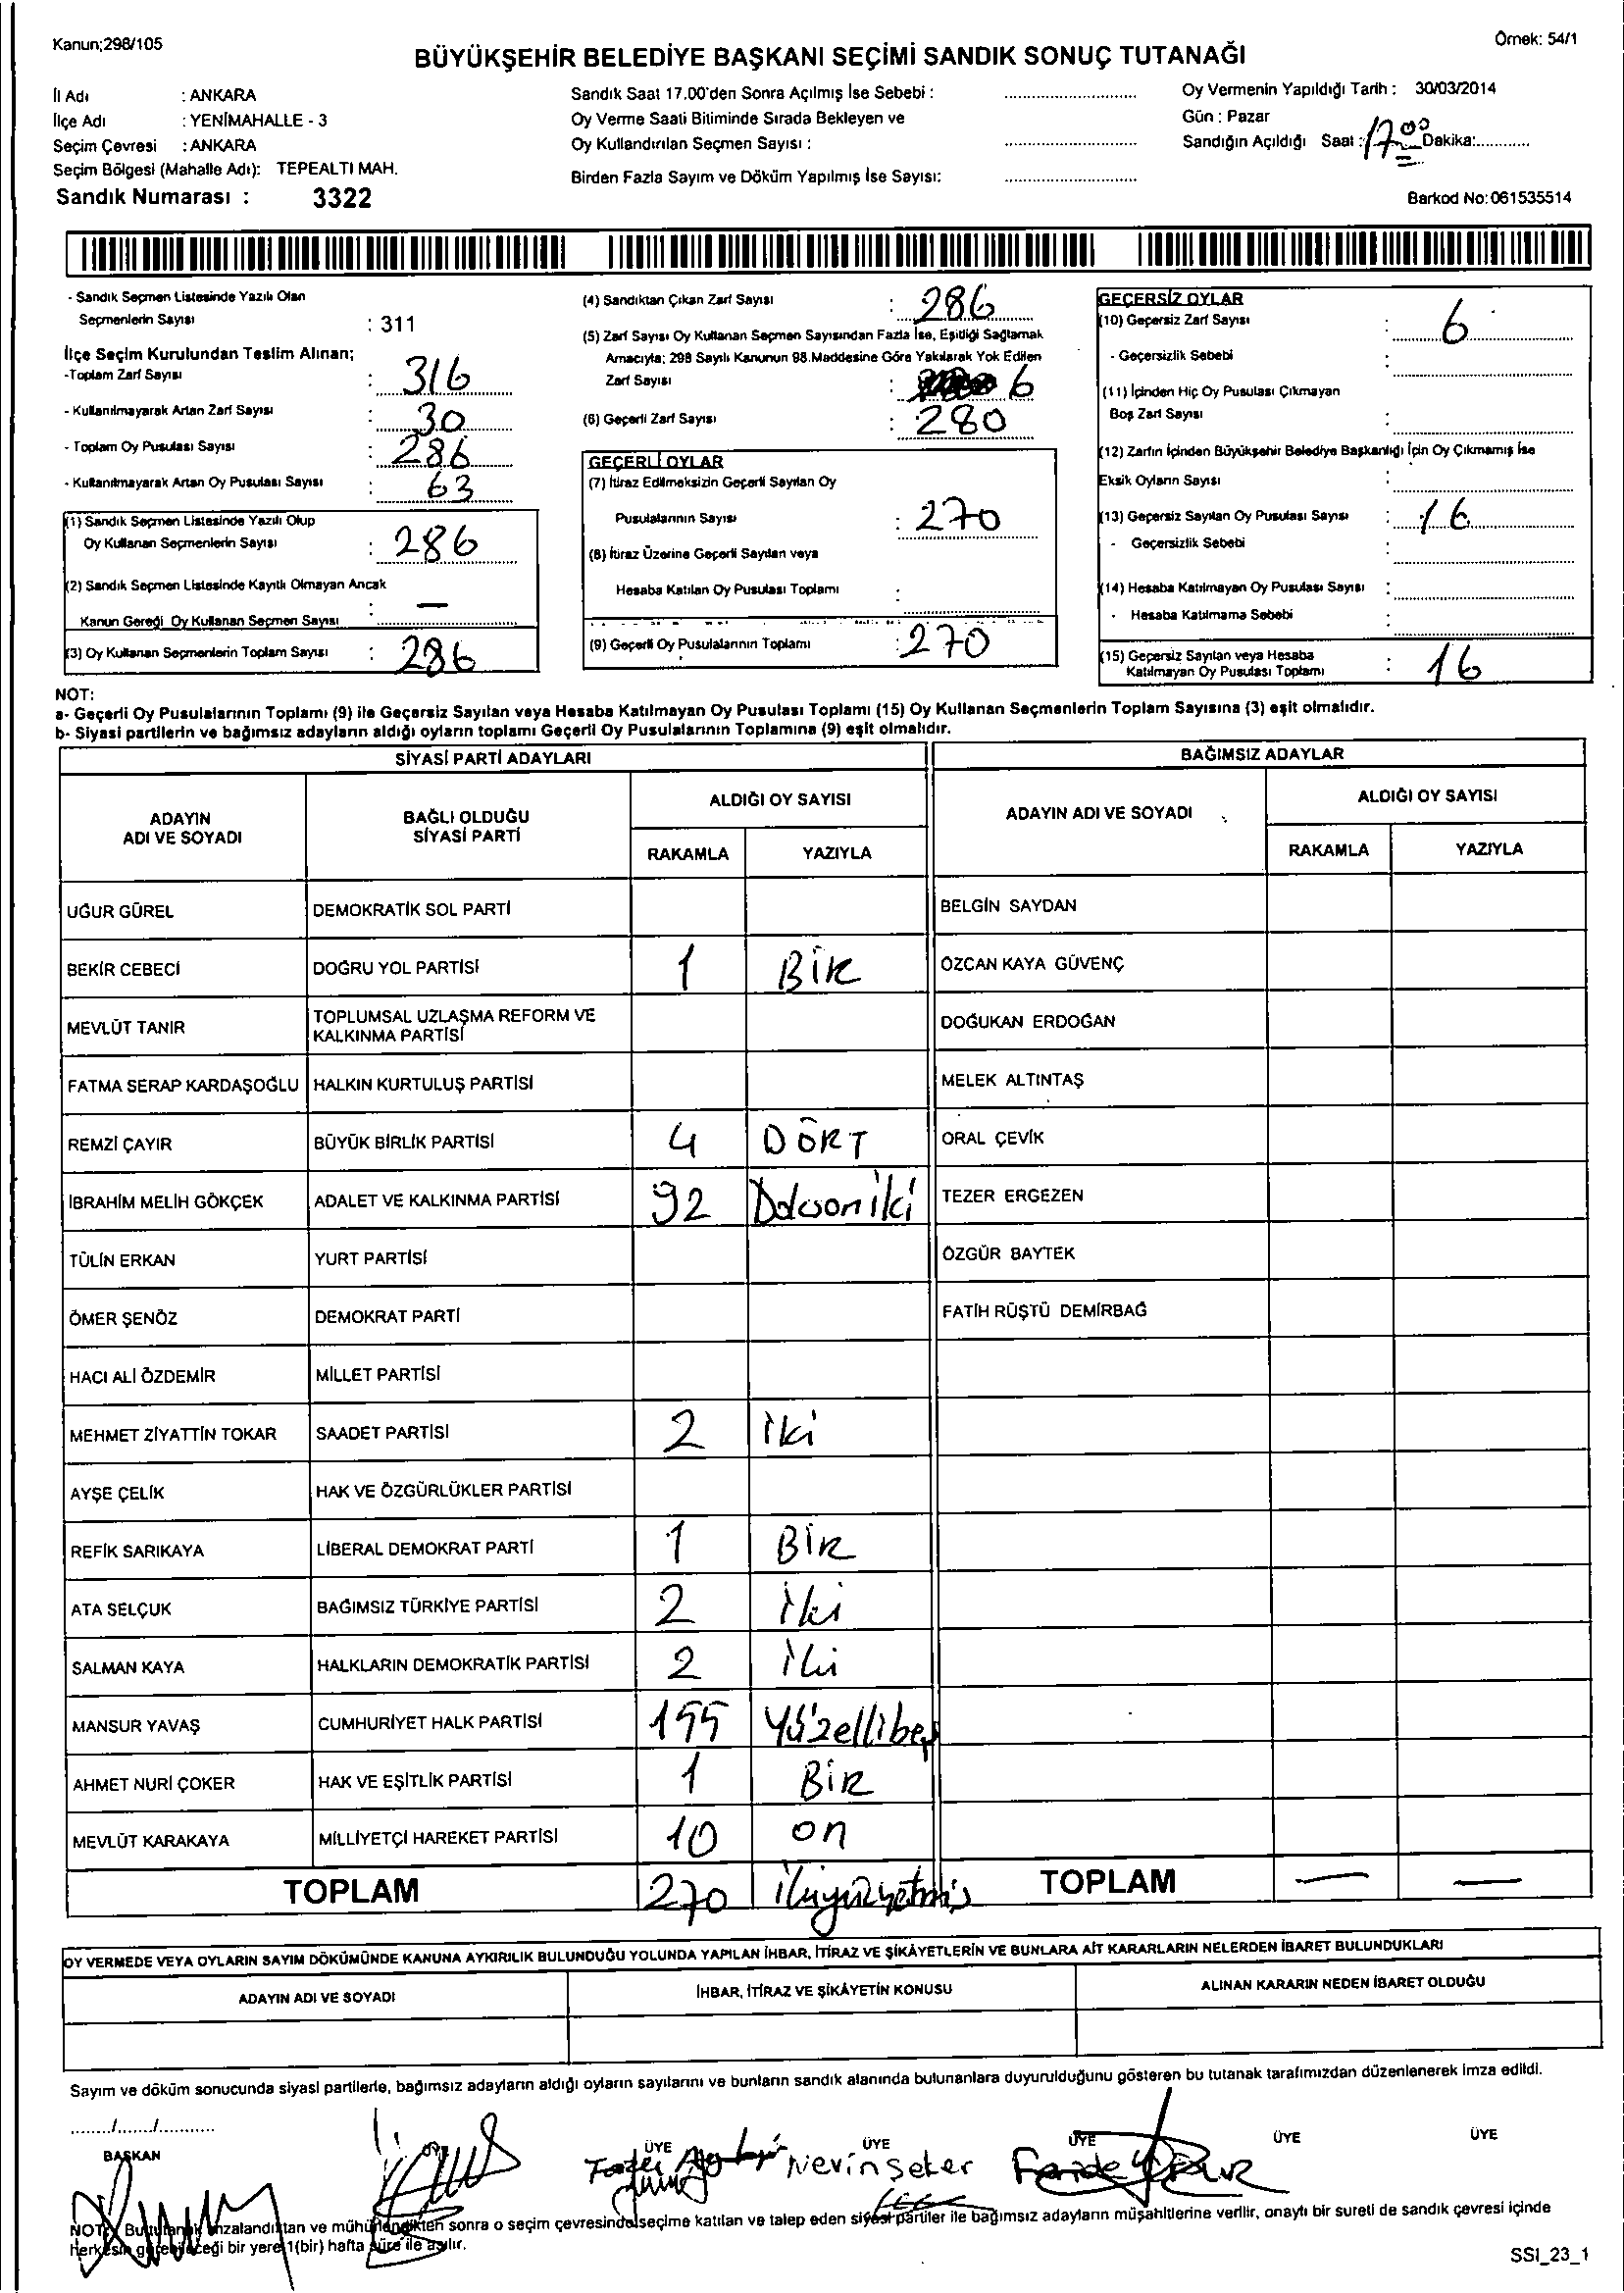 Kanun;298/105
Örnek: 54/1
BÜYÜKŞEHİR BELEDİYE BAŞKANI SEÇİMİ SANDIK SONUÇ TUTANAĞI
İl Adı : ANKARA
İlçe Adı : YENİMAHALLE - 3
Seçim Çevresi : ANKARA
Seçim Bölgesi (Mahalle Adı): TEPEALTI MAH.
Sandık Numarası : 3322
Sandık Saat 17.00'den Sonra Açılmış İse Sebebi :
Oy Verme Saati Bitiminde Sırada Bekleyen ve
Oy Kullandırılan Seçmen Sayısı :
Birden Fazla Sayım ve Döküm Yapılmış İse Sayısı:
Oy Vermenin Yapıldığı Tarih : 30/03/2014
Gün : Pazar
Sandığın Açıldığı Saat : 17 00 Dakika:
Barkod No:061535514
- Sandık Seçmen Listesinde Yazılı Olan
Seçmenlerin Sayısı : 311
İlçe Seçim Kurulundan Teslim Alınan;
-Toplam Zarf Sayısı : 316
- Kullanılmayarak Artan Zarf Sayısı : 30
- Toplam Oy Pusulası Sayısı : 286
- Kullanılmayarak Artan Oy Pusulası Sayısı : 63
(1) Sandık Seçmen Listesinde Yazılı Olup
Oy Kullanan Seçmenlerin Sayısı : 286
(2) Sandık Seçmen Listesinde Kayıtlı Olmayan Ancak
Kanun Gereği Oy Kullanan Seçmen Sayısı : —
(3) Oy Kullanan Seçmenlerin Toplam Sayısı : 286
(4) Sandıktan Çıkan Zarf Sayısı : 286
(5) Zarf Sayısı Oy Kullanan Seçmen Sayısından Fazla İse, Eşitliği Sağlamak
Amacıyla; 298 Sayılı Kanunun 98.Maddesine Göre Yakılarak Yok Edilen
Zarf Sayısı : 6
(6) Geçerli Zarf Sayısı : 280
GEÇERLİ OYLAR
(7) İtiraz Edilmeksizin Geçerli Sayılan Oy
Pusulalarının Sayısı : 270
(8) İtiraz Üzerine Geçerli Sayılan veya
Hesaba Katılan Oy Pusulası Toplamı :
(9) Geçerli Oy Pusulalarının Toplamı : 270
GEÇERSİZ OYLAR
(10) Geçersiz Zarf Sayısı : 6
- Geçersizlik Sebebi :
(11) İçinden Hiç Oy Pusulası Çıkmayan
Boş Zarf Sayısı :
(12) Zarfın İçinden Büyükşehir Belediye Başkanlığı İçin Oy Çıkmamış İse
Eksik Oyların Sayısı :
(13) Geçersiz Sayılan Oy Pusulası Sayısı : 16
- Geçersizlik Sebebi :
(14) Hesaba Katılmayan Oy Pusulası Sayısı :
- Hesaba Katılmama Sebebi :
(15) Geçersiz Sayılan veya Hesaba
Katılmayan Oy Pusulası Toplamı : 16
NOT:
a- Geçerli Oy Pusulalarının Toplamı (9) ile Geçersiz Sayılan veya Hesaba Katılmayan Oy Pusulası Toplamı (15) Oy Kullanan Seçmenlerin Toplam Sayısına (3) eşit olmalıdır.
b- Siyasi partilerin ve bağımsız adayların aldığı oyların toplamı Geçerli Oy Pusulalarının Toplamına (9) eşit olmalıdır.
SİYASİ PARTİ ADAYLARI
BAĞIMSIZ ADAYLAR
ADAYIN ADI VE SOYADI
BAĞLI OLDUĞU SİYASİ PARTİ
ALDIĞI OY SAYISI
RAKAMLA YAZIYLA
ADAYIN ADI VE SOYADI
ALDIĞI OY SAYISI
RAKAMLA YAZIYLA
UĞUR GÜREL DEMOKRATİK SOL PARTİ BELGİN SAYDAN
BEKİR CEBECİ DOĞRU YOL PARTİSİ 1 BİR ÖZCAN KAYA GÜVENÇ
MEVLÜT TANIR TOPLUMSAL UZLAŞMA REFORM VE KALKINMA PARTİSİ DOĞUKAN ERDOĞAN
FATMA SERAP KARDAŞOĞLU HALKIN KURTULUŞ PARTİSİ MELEK ALTINTAŞ
REMZİ ÇAYIR BÜYÜK BİRLİK PARTİSİ 4 DÖRT ORAL ÇEVİK
İBRAHİM MELİH GÖKÇEK ADALET VE KALKINMA PARTİSİ 92 Doksaniki TEZER ERGEZEN
TÜLİN ERKAN YURT PARTİSİ ÖZGÜR BAYTEK
ÖMER ŞENÖZ DEMOKRAT PARTİ FATİH RÜŞTÜ DEMİRBAĞ
HACI ALİ ÖZDEMİR MİLLET PARTİSİ
MEHMET ZİYATTİN TOKAR SAADET PARTİSİ 2 iki
AYŞE ÇELİK HAK VE ÖZGÜRLÜKLER PARTİSİ
REFİK SARIKAYA LİBERAL DEMOKRAT PARTİ 1 BİR
ATA SELÇUK BAĞIMSIZ TÜRKİYE PARTİSİ 2 iki
SALMAN KAYA HALKLARIN DEMOKRATİK PARTİSİ 2 iki
MANSUR YAVAŞ CUMHURİYET HALK PARTİSİ 155 Yüzellibeş
AHMET NURİ ÇOKER HAK VE EŞİTLİK PARTİSİ 1 BİR
MEVLÜT KARAKAYA MİLLİYETÇİ HAREKET PARTİSİ 10 on
TOPLAM 270 ikiyüzyetmiş TOPLAM — —
OY VERMEDE VEYA OYLARIN SAYIM DÖKÜMÜNDE KANUNA AYKIRILIK BULUNDUĞU YOLUNDA YAPILAN İHBAR, İTİRAZ VE ŞİKÂYETLERİN VE BUNLARA AİT KARARLARIN NELERDEN İBARET BULUNDUKLARI
ADAYIN ADI VE SOYADI İHBAR, İTİRAZ VE ŞİKÂYETİN KONUSU ALINAN KARARIN NEDEN İBARET OLDUĞU
Sayım ve döküm sonucunda siyasi partilerle, bağımsız adayların aldığı oyların sayılarını ve bunların sandık alanında bulunanlara duyurulduğunu gösteren bu tutanak tarafımızdan düzenlenerek imza edildi.
......../......../...........
BAŞKAN ÜYE ÜYE ÜYE ÜYE ÜYE ÜYE
Nevin Şeker Feride
NOT: Bu tutanak imzalandıktan ve mühürlendikten sonra o seçim çevresinde seçime katılan ve talep eden siyasi partiler ile bağımsız adayların müşahitlerine verilir, onaylı bir sureti de sandık çevresi içinde
herkesin görebileceği bir yere 1(bir) hafta süre ile asılır.
SSI_23_1